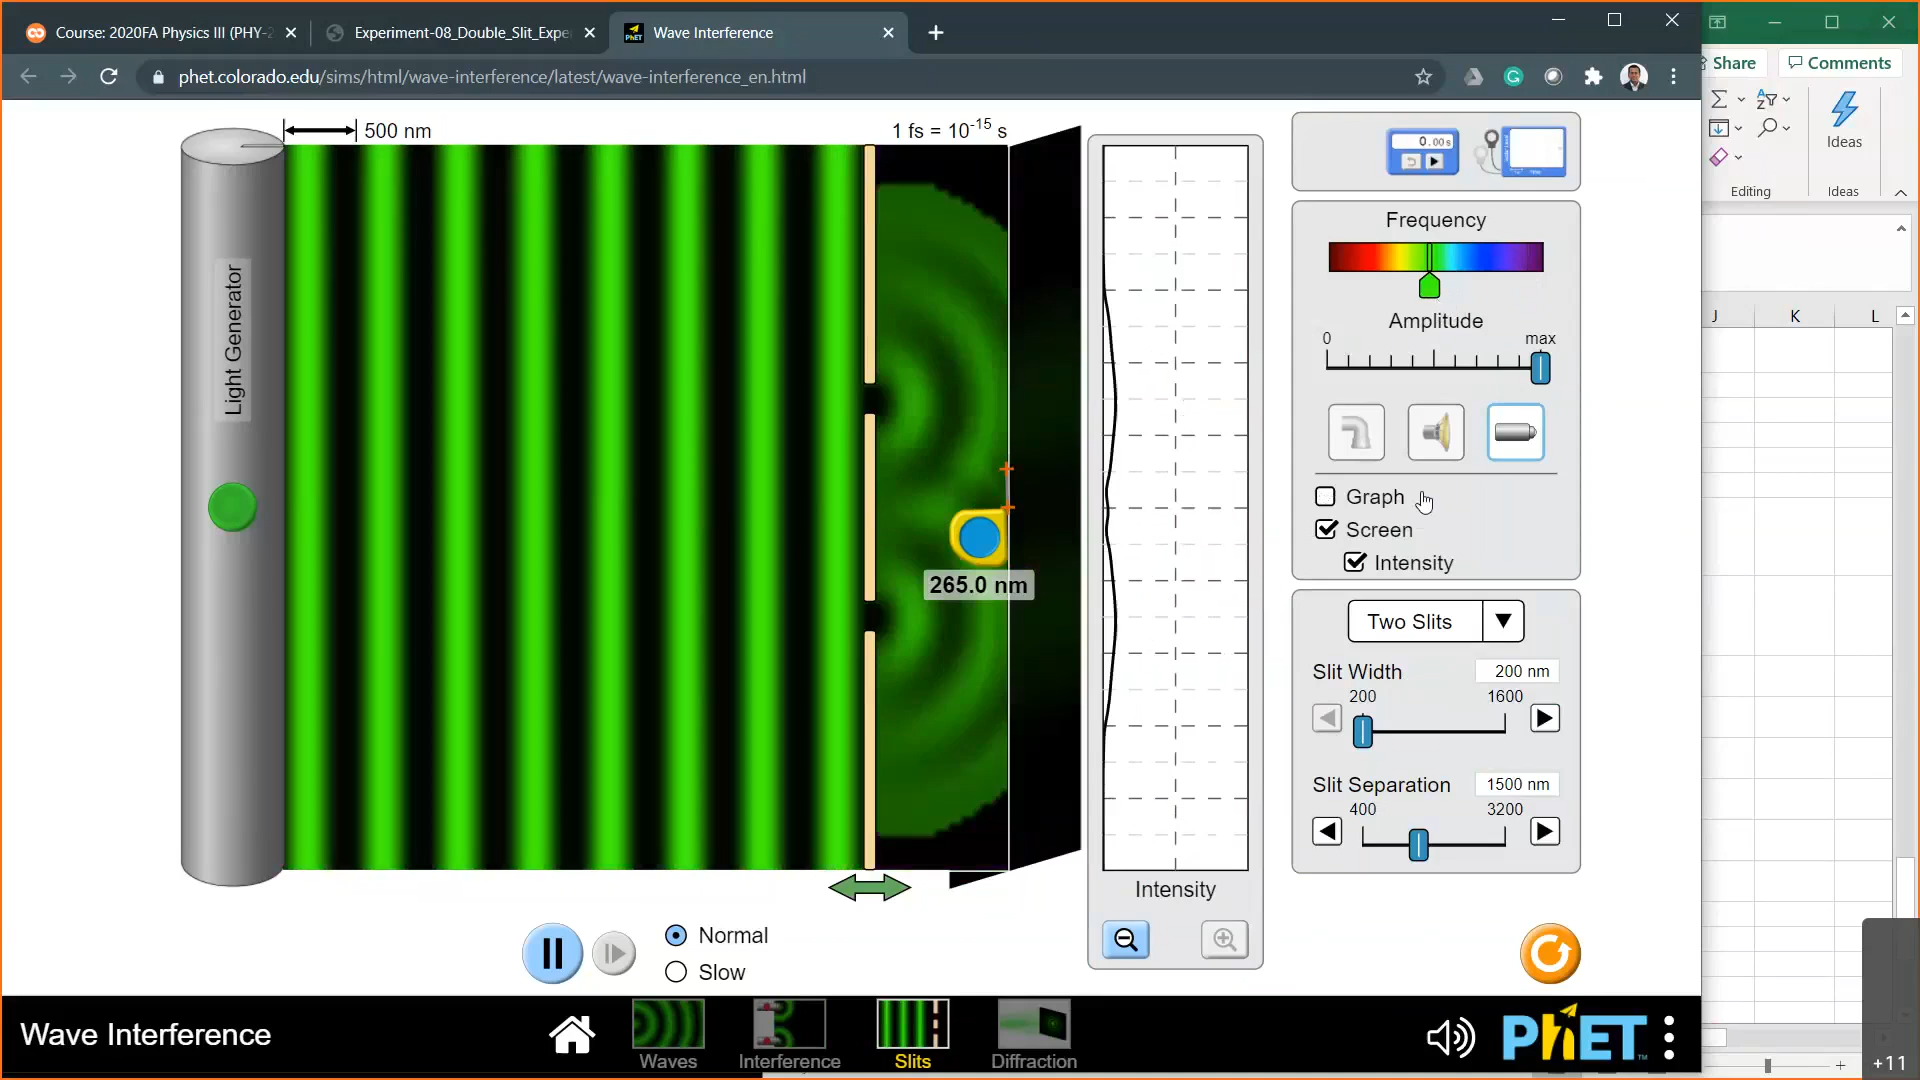 Course: 2020FA Physics III (PHY-2
Experiment-08_Double_Slit_Expe
Wave Interference
phet.colorado.edu/sims/html/wave-interference/latest/wave-interference_en.html
Share
Comments
Ideas
Editing
Ideas
J K L
500 nm
1 fs = 10⁻¹⁵ s
Light Generator
265.0 nm
Intensity
Normal
Slow
0.00s
Frequency
Amplitude
0 max
Graph
Screen
Intensity
Two Slits
Slit Width 200 nm
200 1600
Slit Separation 1500 nm
400 3200
Wave Interference
Waves
Interference
Slits
Diffraction
PhET
+11